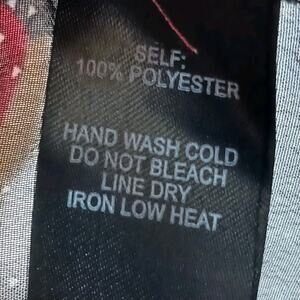 SELF:
100% POLYESTER
HAND WASH COLD
DO NOT BLEACH
LINE DRY
IRON LOW HEAT